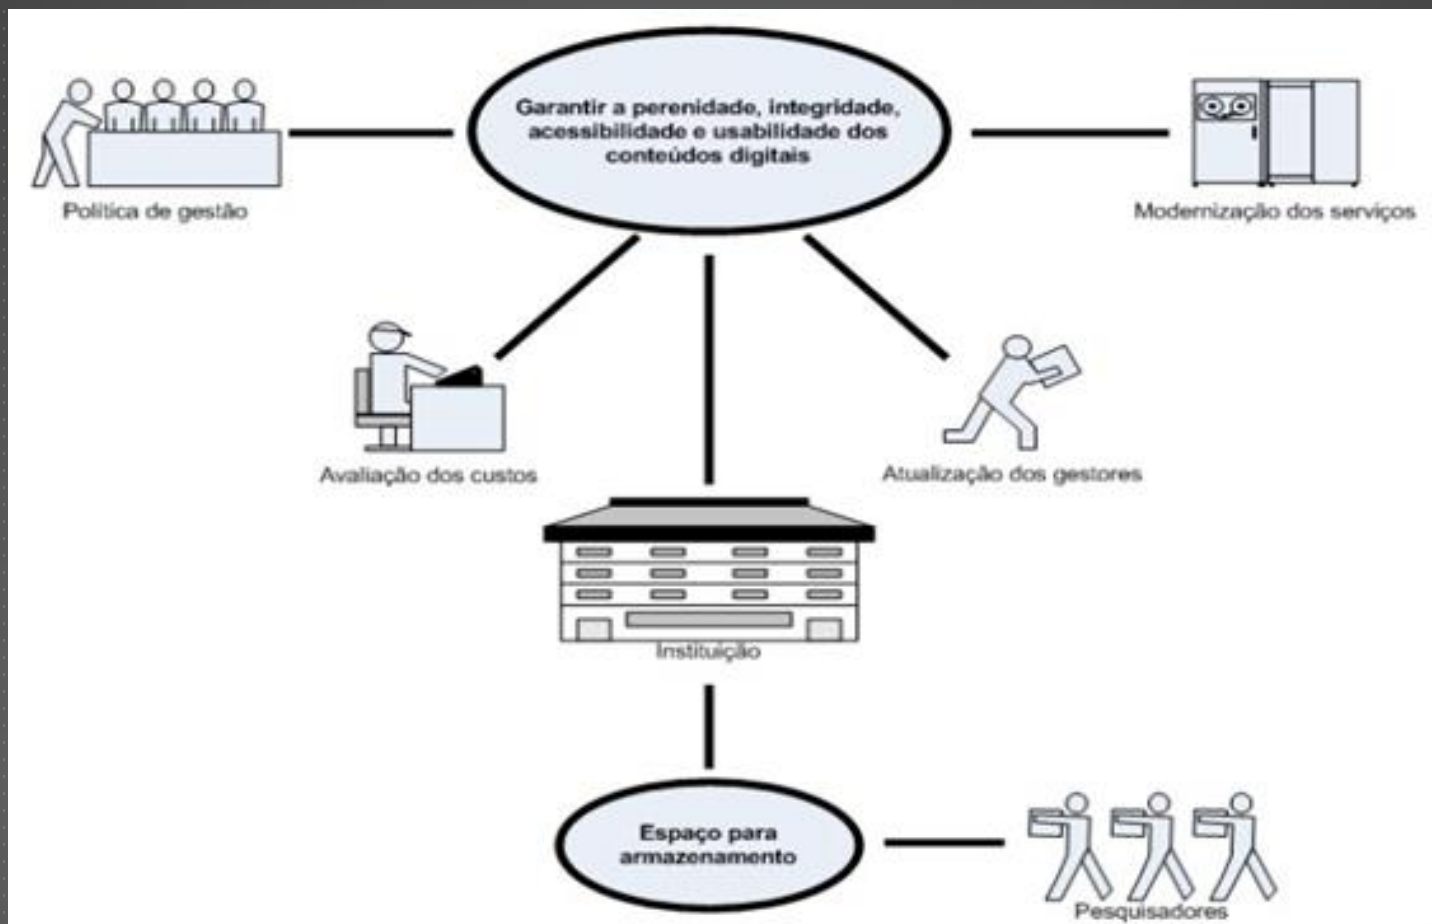 Garantir a perenidade, integridade,
acessibilidade e usabilidade dos
conteúdos digitais
Política de gestão
Modernização dos serviços
Avaliação dos custos
Atualização dos gestores
Instituição
Espaço para
armazenamento
Pesquisadores